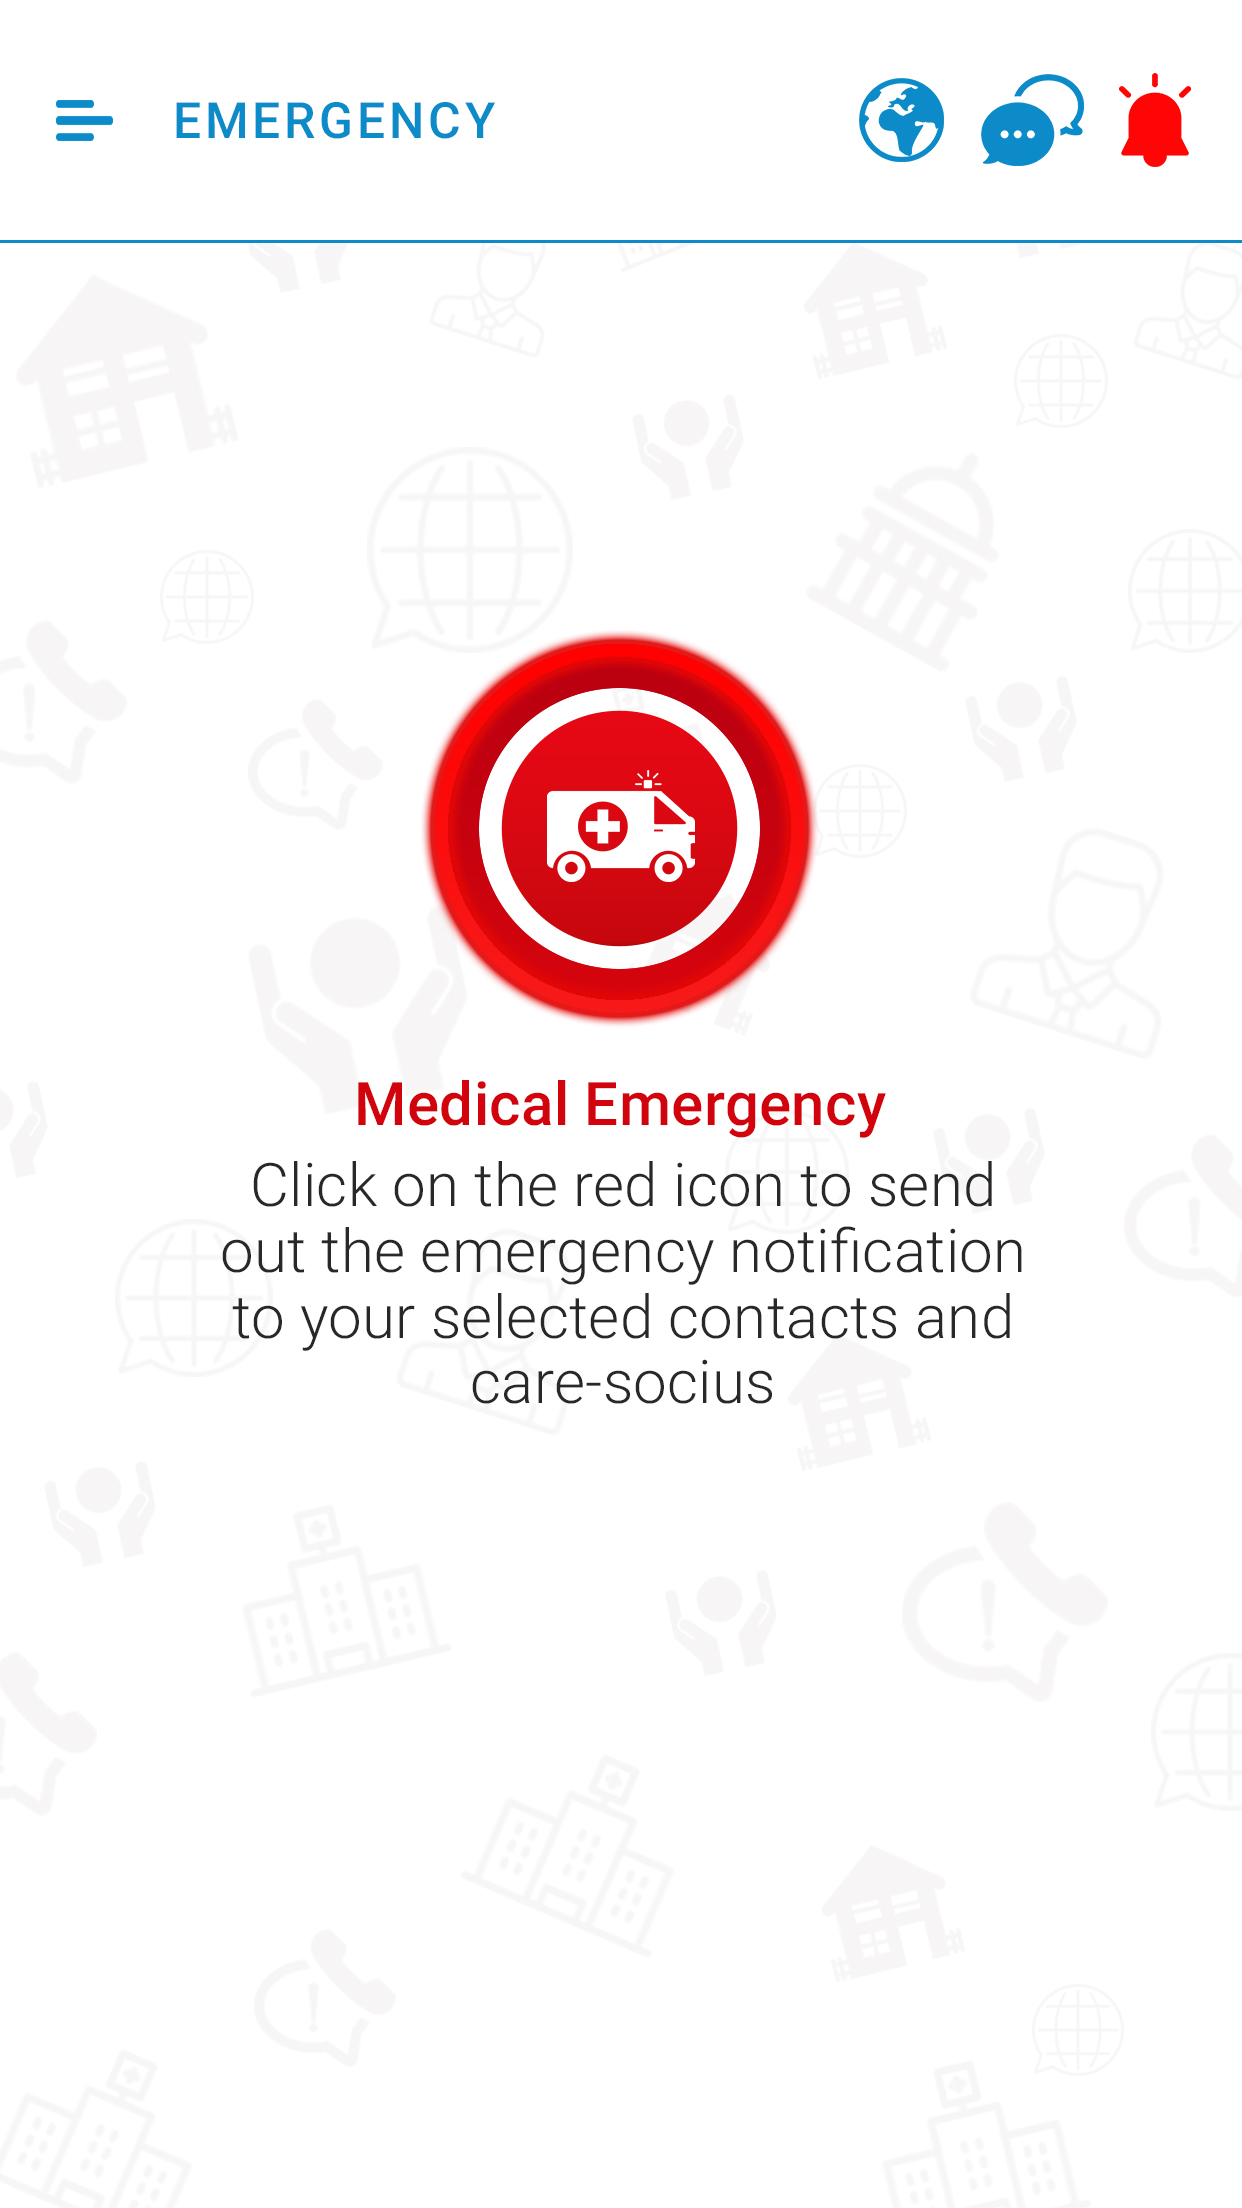 EMERGENCY
Medical Emergency
Click on the red icon to send
out the emergency notification
to your selected contacts and
care-socius